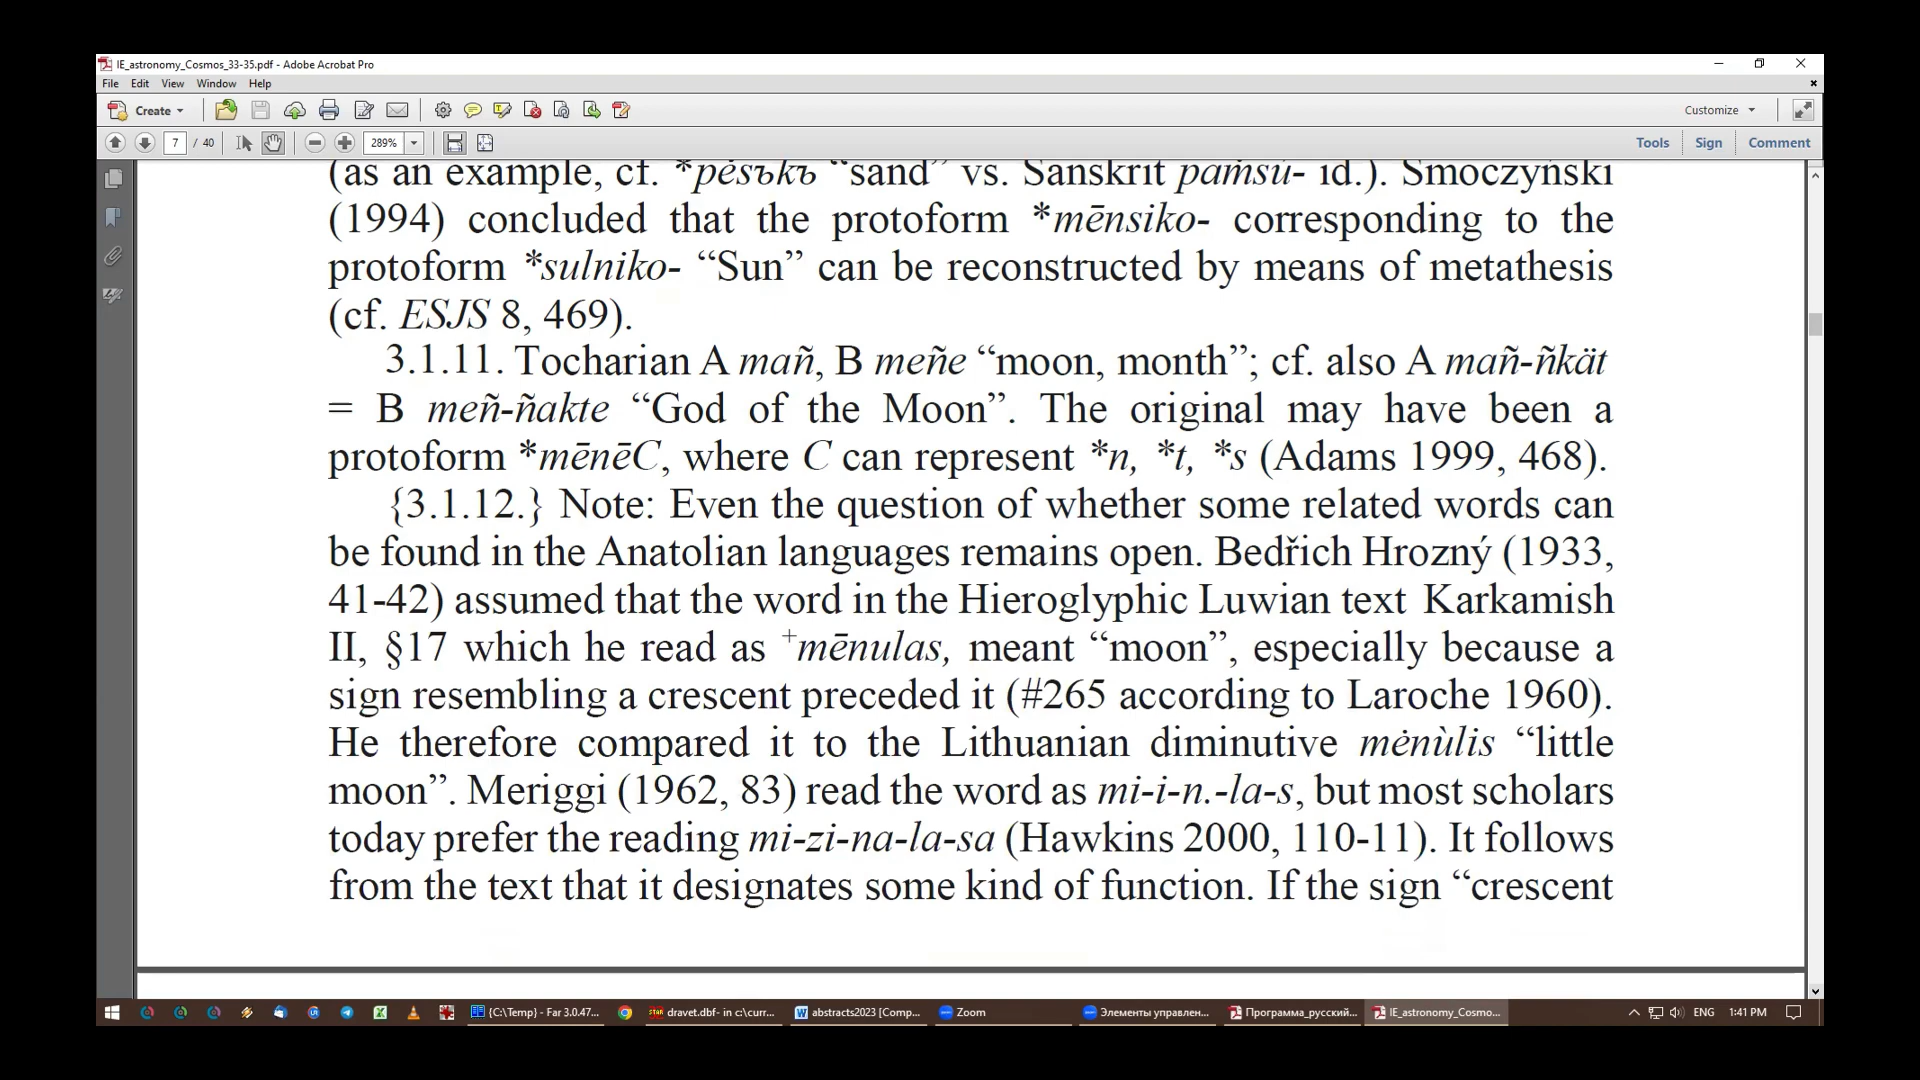 IE_astronomy_Cosmos_33-35.pdf - Adobe Acrobat Pro
File Edit View Window Help
Create Customize
7 / 40 289% Tools Sign Comment
(as an example, cf. *pěsъkъ “sand” vs. Sanskrit pāṁsú- id.). Smoczyński
(1994) concluded that the protoform *mēnsiko- corresponding to the
protoform *sulniko- “Sun” can be reconstructed by means of metathesis
(cf. ESJS 8, 469).
3.1.11. Tocharian A mañ, B meñe “moon, month”; cf. also A mañ-ñkät
= B meñ-ñakte “God of the Moon”. The original may have been a
protoform *mēnēC, where C can represent *n, *t, *s (Adams 1999, 468).
{3.1.12.} Note: Even the question of whether some related words can
be found in the Anatolian languages remains open. Bedřich Hrozný (1933,
41-42) assumed that the word in the Hieroglyphic Luwian text Karkamish
II, §17 which he read as ⁺mēnulas, meant “moon”, especially because a
sign resembling a crescent preceded it (#265 according to Laroche 1960).
He therefore compared it to the Lithuanian diminutive mėnùlis “little
moon”. Meriggi (1962, 83) read the word as mi-i-n.-la-s, but most scholars
today prefer the reading mi-zi-na-la-sa (Hawkins 2000, 110-11). It follows
from the text that it designates some kind of function. If the sign “crescent
{C:\Temp} - Far 3.0.47... dravet.dbf- in c:\curr... abstracts2023 [Comp... Zoom Элементы управлен... Программа_русский... IE_astronomy_Cosmo... ENG 1:41 PM